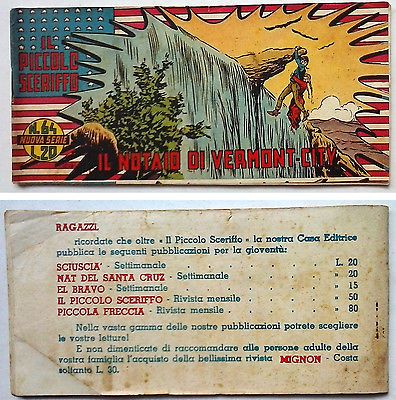 IL
PICCOLO
SCERIFFO
N. 64
NUOVA SERIE
L. 20
IL NOTAIO DI VERMONT-CITY
RAGAZZI,
ricordate che oltre « Il Piccolo Sceriffo » la nostra Casa Editrice
pubblica le seguenti pubblicazioni per la gioventù:
SCIUSCIA' - Settimanale L. 20
NAT DEL SANTA CRUZ - Settimanale » 20
EL BRAVO - Settimanale » 15
IL PICCOLO SCERIFFO - Rivista mensile » 50
PICCOLA FRECCIA - Rivista mensile » 80
Nella vasta gamma delle nostre pubblicazioni potrete scegliere
le vostre letture!
E non dimenticate di raccomandare alle persone adulte della
vostra famiglia l'acquisto della bellissima rivista MIGNON - Costa
soltanto L. 30.